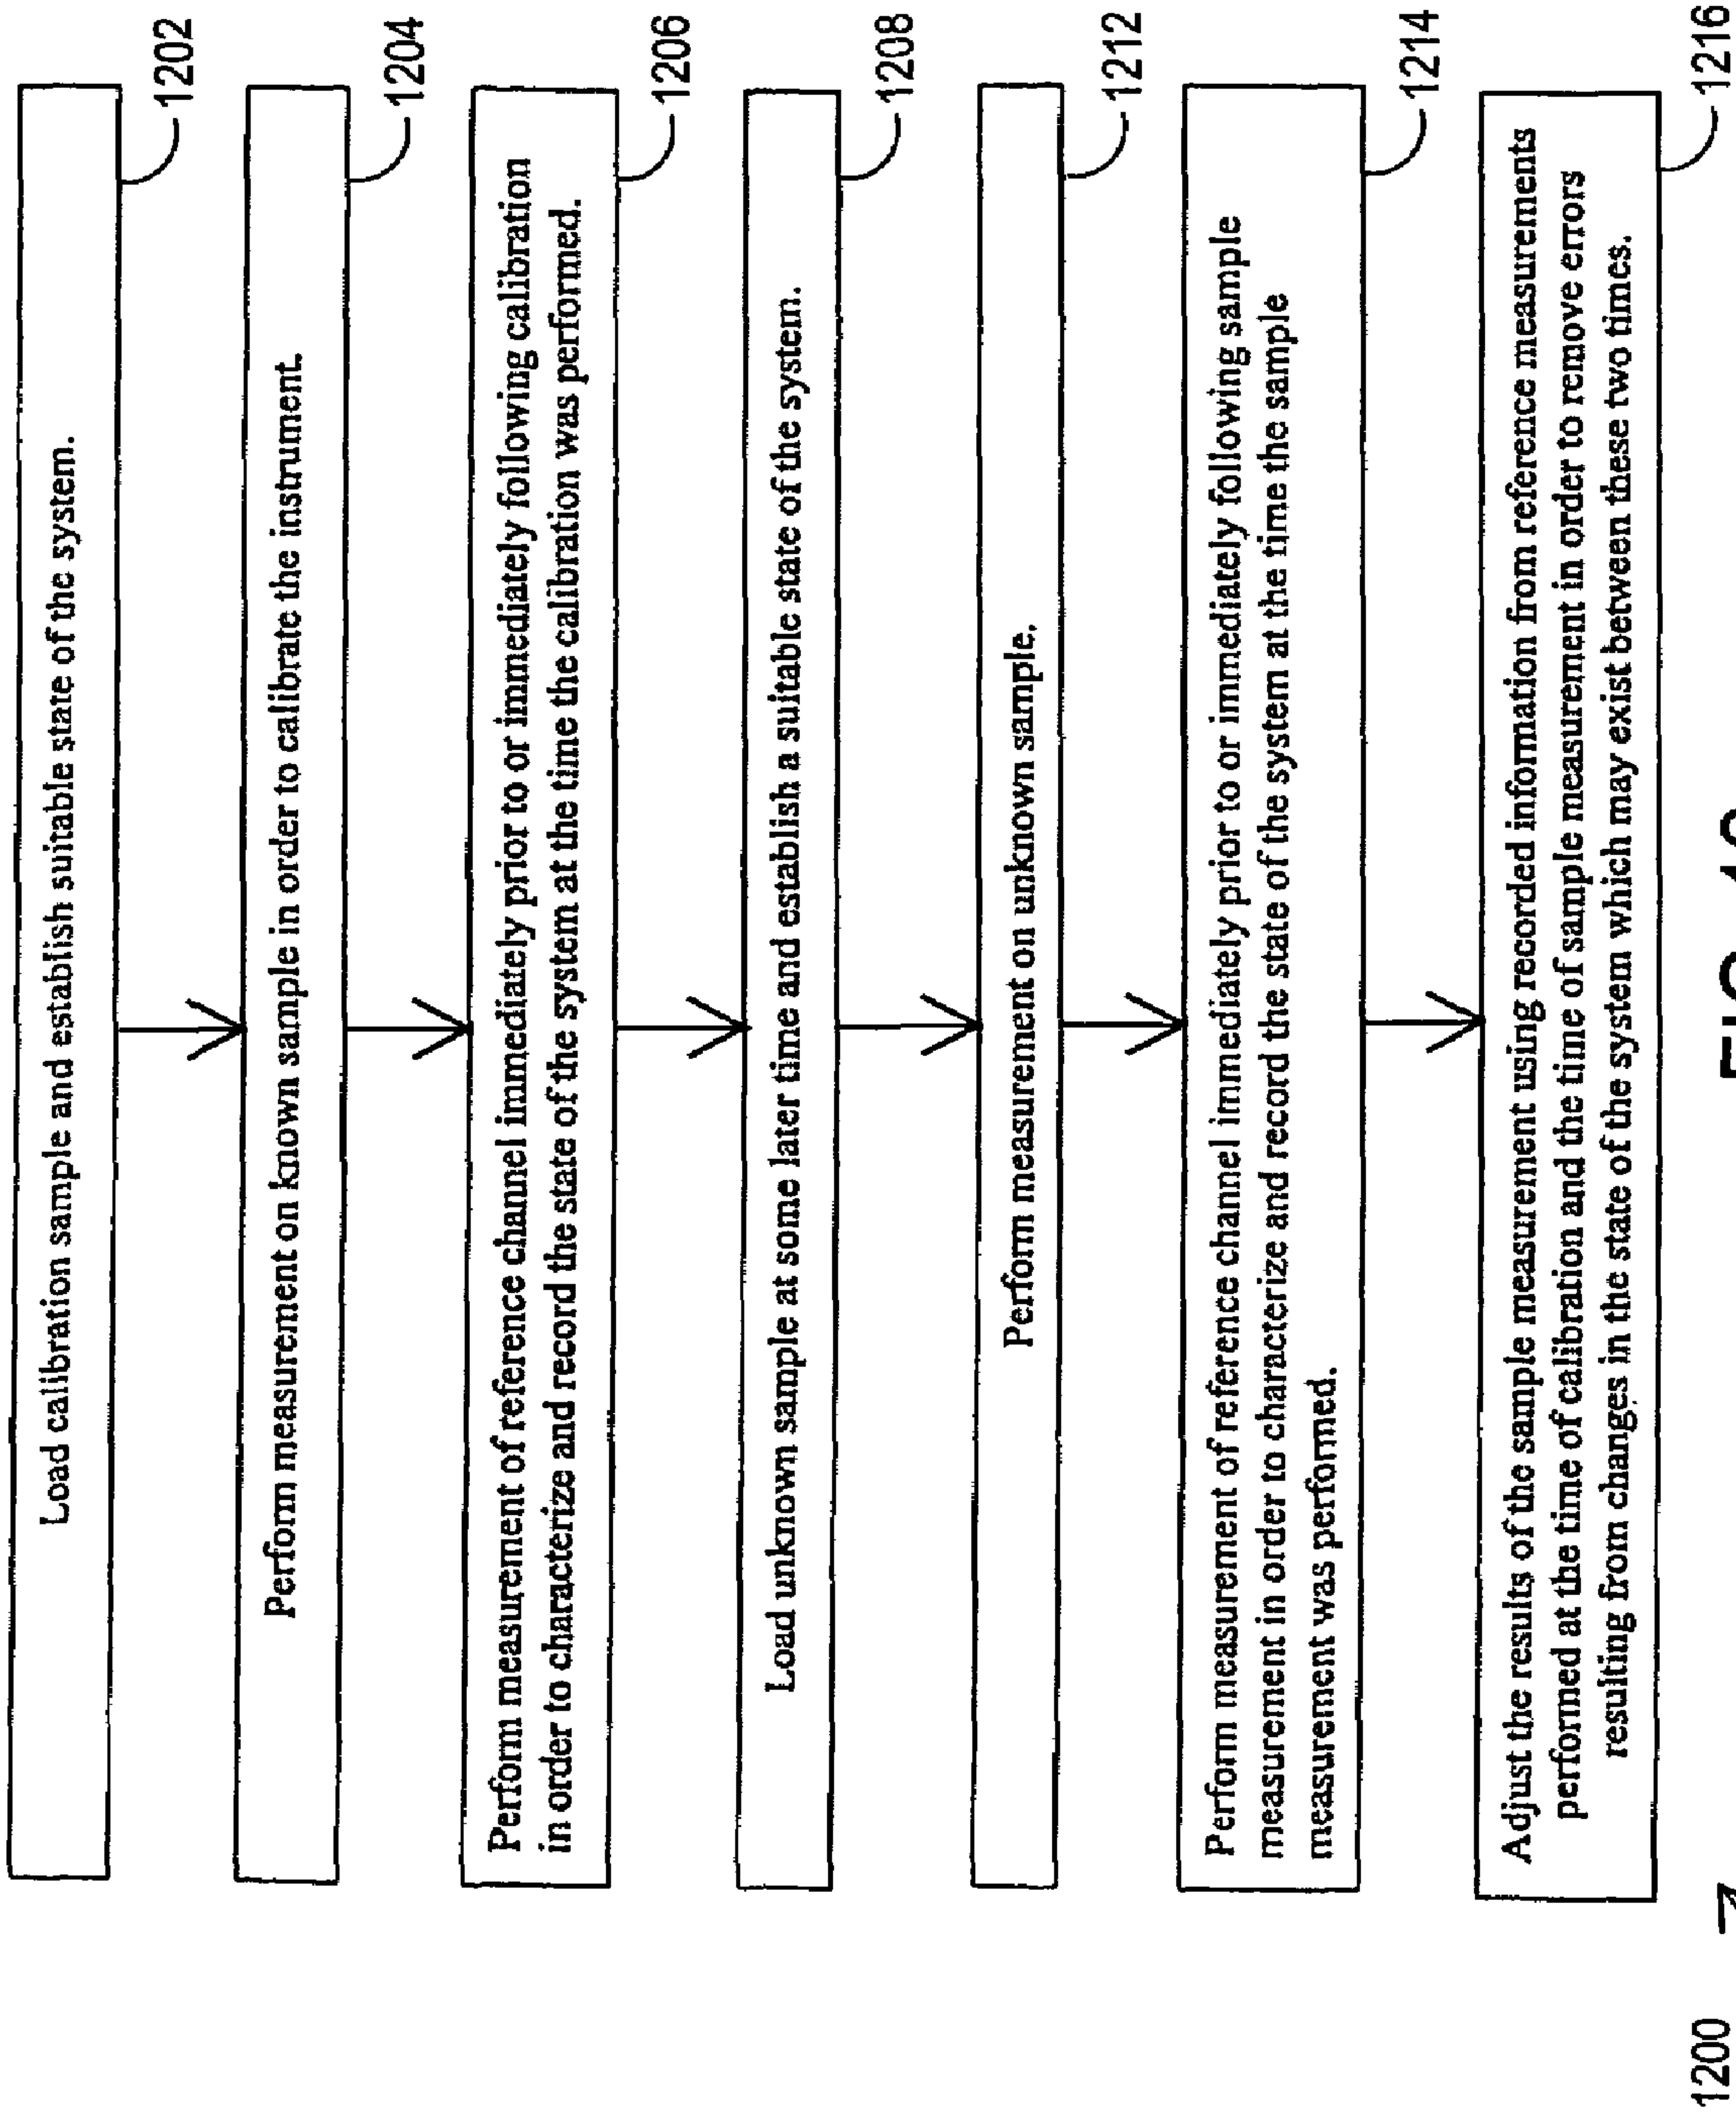 Load calibration sample and establish suitable state of the system.
1202
Perform measurement on known sample in order to calibrate the instrument.
1204
Perform measurement of reference channel immediately prior to or immediately following calibration
in order to characterize and record the state of the system at the time the calibration was performed.
1206
Load unknown sample at some later time and establish a suitable state of the system.
1208
Perform measurement on unknown sample.
1212
Perform measurement of reference channel immediately prior to or immediately following sample
measurement in order to characterize and record the state of the system at the time the sample
measurement was performed.
1214
Adjust the results of the sample measurement using recorded information from reference measurements
performed at the time of calibration and the time of sample measurement in order to remove errors
resulting from changes in the state of the system which may exist between these two times.
1216
1200